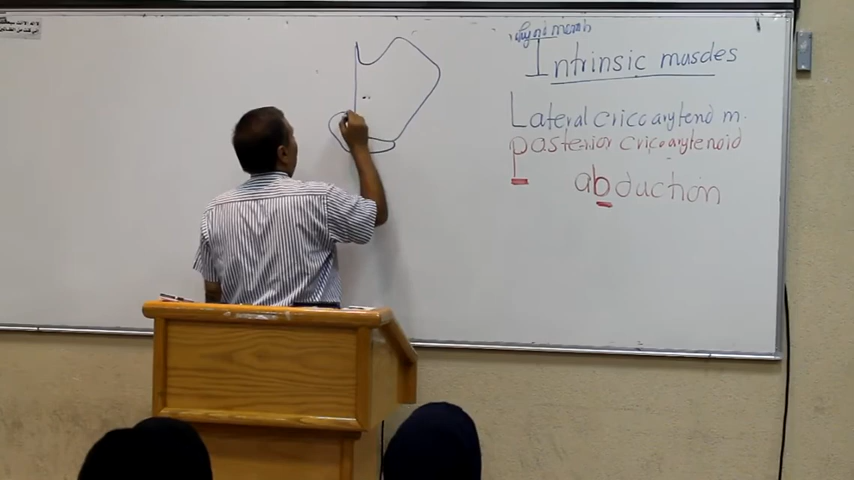 Intrinsic muscles
Lateral cricoarytenoid m.
posterior cricoarytenoid
abduction